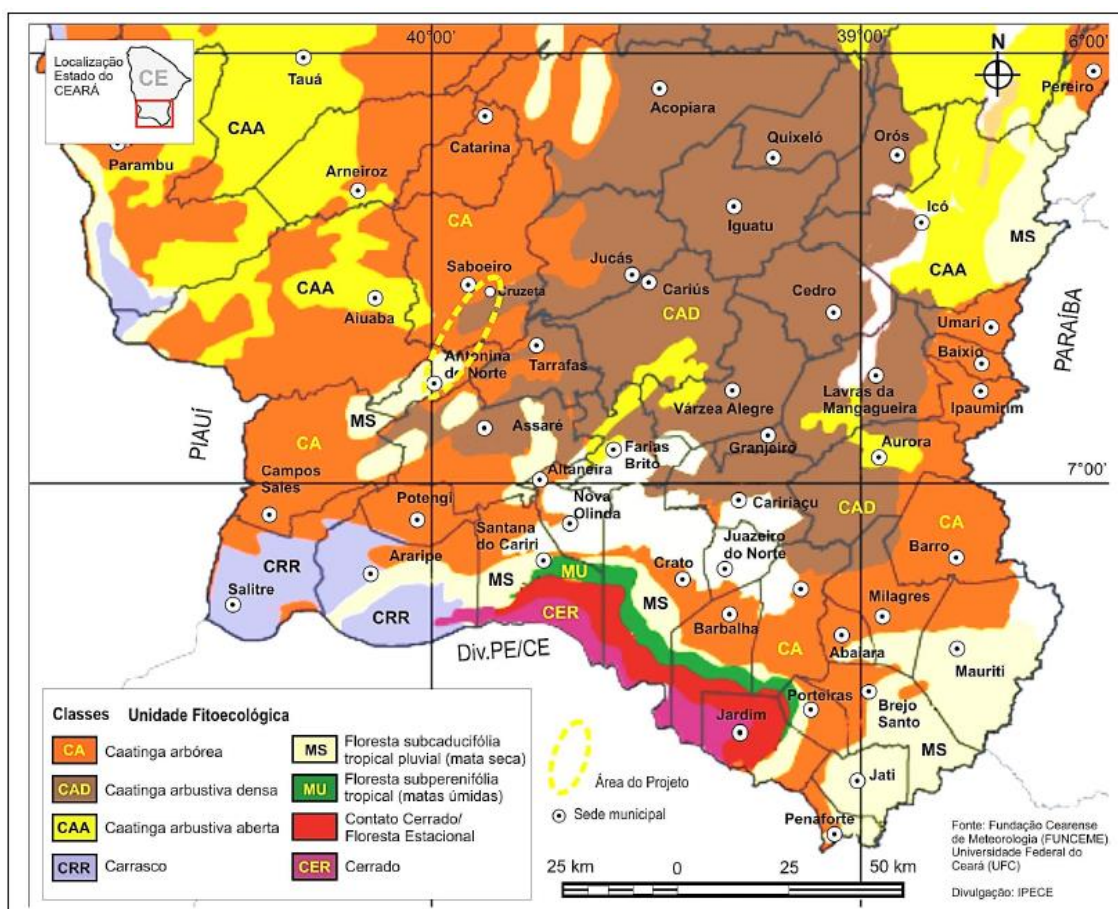 Localização
Estado do
CEARÁ
CE
40°00'
39°00'
6°00'
N
Tauá
Pereiro
Acopiara
CAA
Quixeló
Orós
Parambu
Catarina
Arneiroz
Icó
Iguatu
CA
MS
Jucás
Saboeiro
CAA
Cruzeta
Cariús
Cedro
CAA
Aiuaba
CAD
Umari
PARAÍBA
Antonina
do Norte
Tarrafas
Baixio
Lavras da
Mangagueira
Várzea Alegre
Ipaumirim
MS
Assaré
PIAUÍ
CA
Granjeiro
Farias
Brito
Aurora
Campos
Sales
Altaneira
7°00'
Potengi
Nova
Olinda
Caririaçu
CAD
CA
Santana
do Cariri
Juazeiro
do Norte
Barro
Araripe
CRR
MS
MU
Crato
Salitre
MS
Milagres
CRR
CER
Barbalha
CA
Abaiara
Div.PE/CE
Mauriti
Porteiras
Brejo
Santo
Jardim
MS
Jati
Penaforte
Classes Unidade Fitoecológica
CA Caatinga arbórea
CAD Caatinga arbustiva densa
CAA Caatinga arbustiva aberta
CRR Carrasco
MS Floresta subcaducifólia
tropical pluvial (mata seca)
MU Floresta subperenifólia
tropical (matas úmidas)
Contato Cerrado/
Floresta Estacional
CER Cerrado
Área do Projeto
Sede municipal
25 km 0 25 50 km
Fonte: Fundação Cearense
de Meteorologia (FUNCEME)
Universidade Federal do
Ceará (UFC)
Divulgação: IPECE